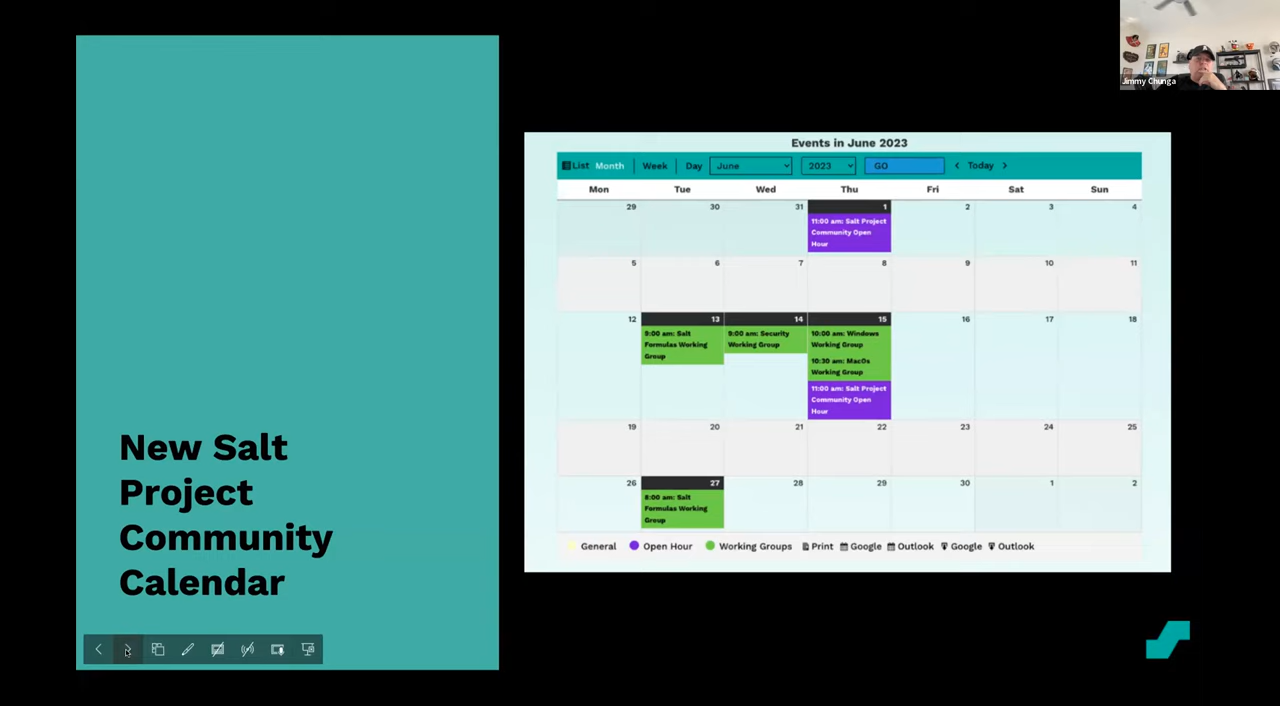 Jimmy Chunga
New Salt
Project
Community
Calendar
Events in June 2023
List Month Week Day June 2023 GO Today
Mon Tue Wed Thu Fri Sat Sun
29 30 31 1 2 3 4
11:00 am: Salt Project
Community Open
Hour
5 6 7 8 9 10 11
12 13 14 15 16 17 18
9:00 am: Salt
Formulas Working
Group
9:00 am: Security
Working Group
10:00 am: Windows
Working Group
10:30 am: MacOs
Working Group
11:00 am: Salt Project
Community Open
Hour
19 20 21 22 23 24 25
26 27 28 29 30 1 2
8:00 am: Salt
Formulas Working
Group
General Open Hour Working Groups Print Google Outlook Google Outlook